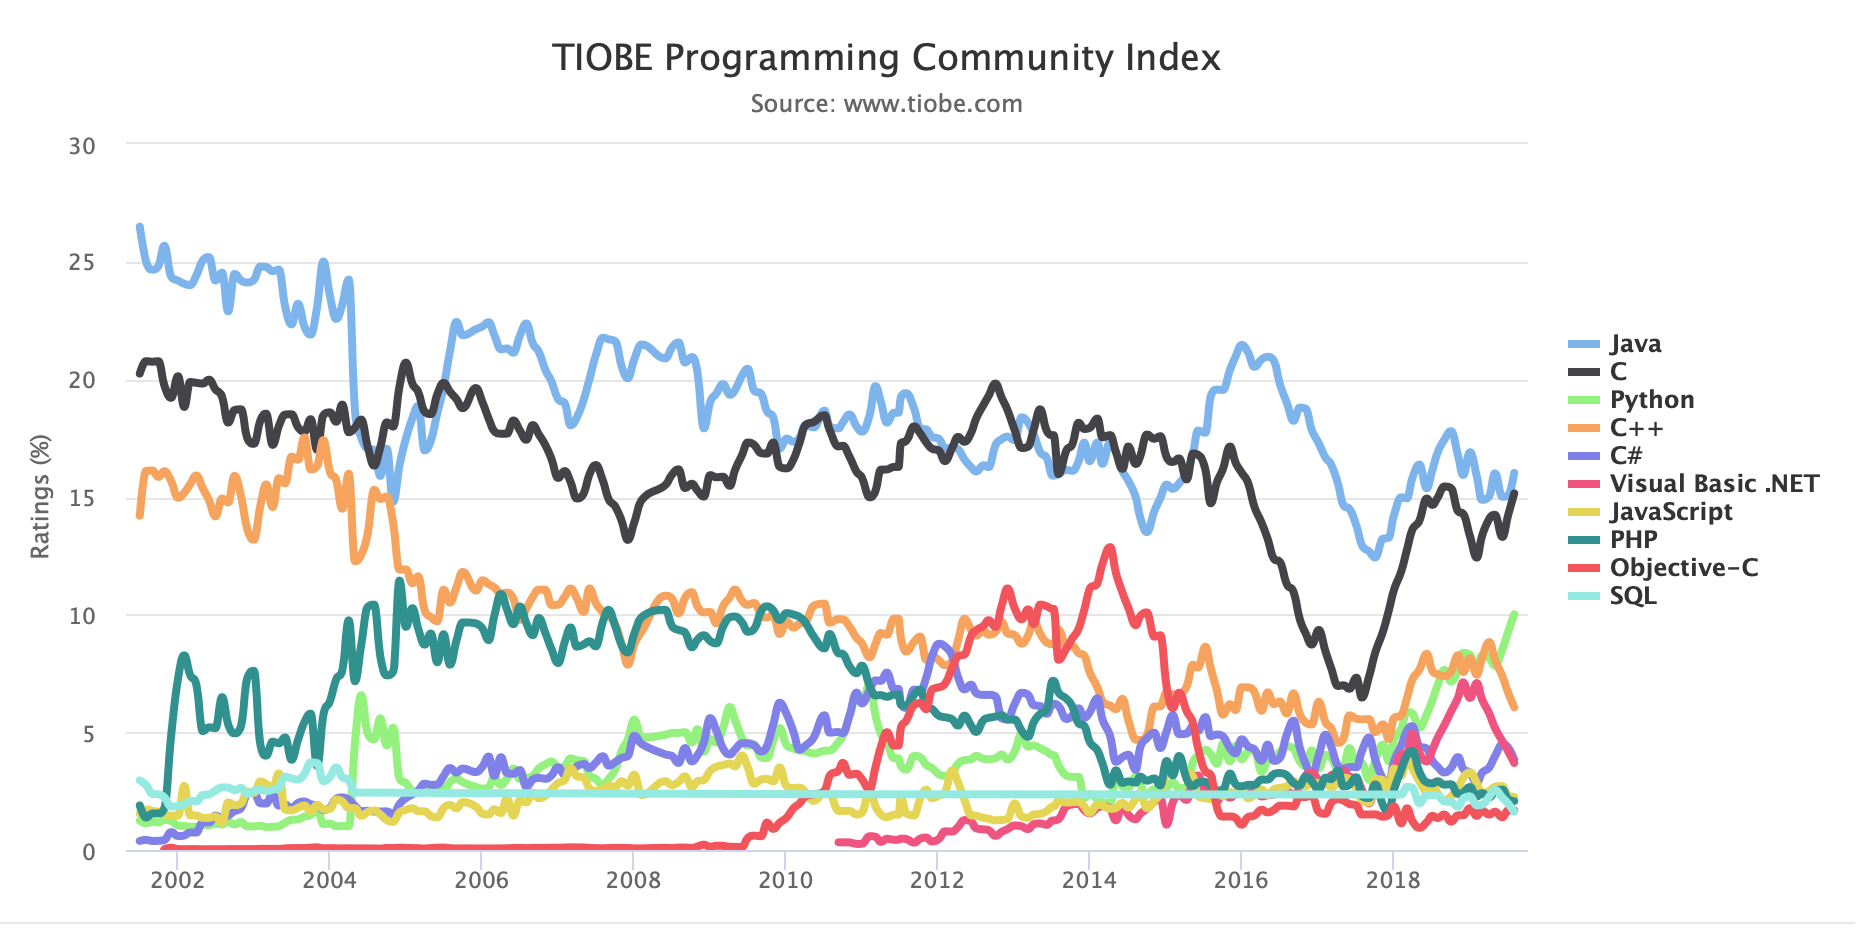 TIOBE Programming Community Index
Source: www.tiobe.com
Ratings (%)
30
25
20
15
10
5
0
2002 2004 2006 2008 2010 2012 2014 2016 2018
Java
C
Python
C++
C#
Visual Basic .NET
JavaScript
PHP
Objective-C
SQL